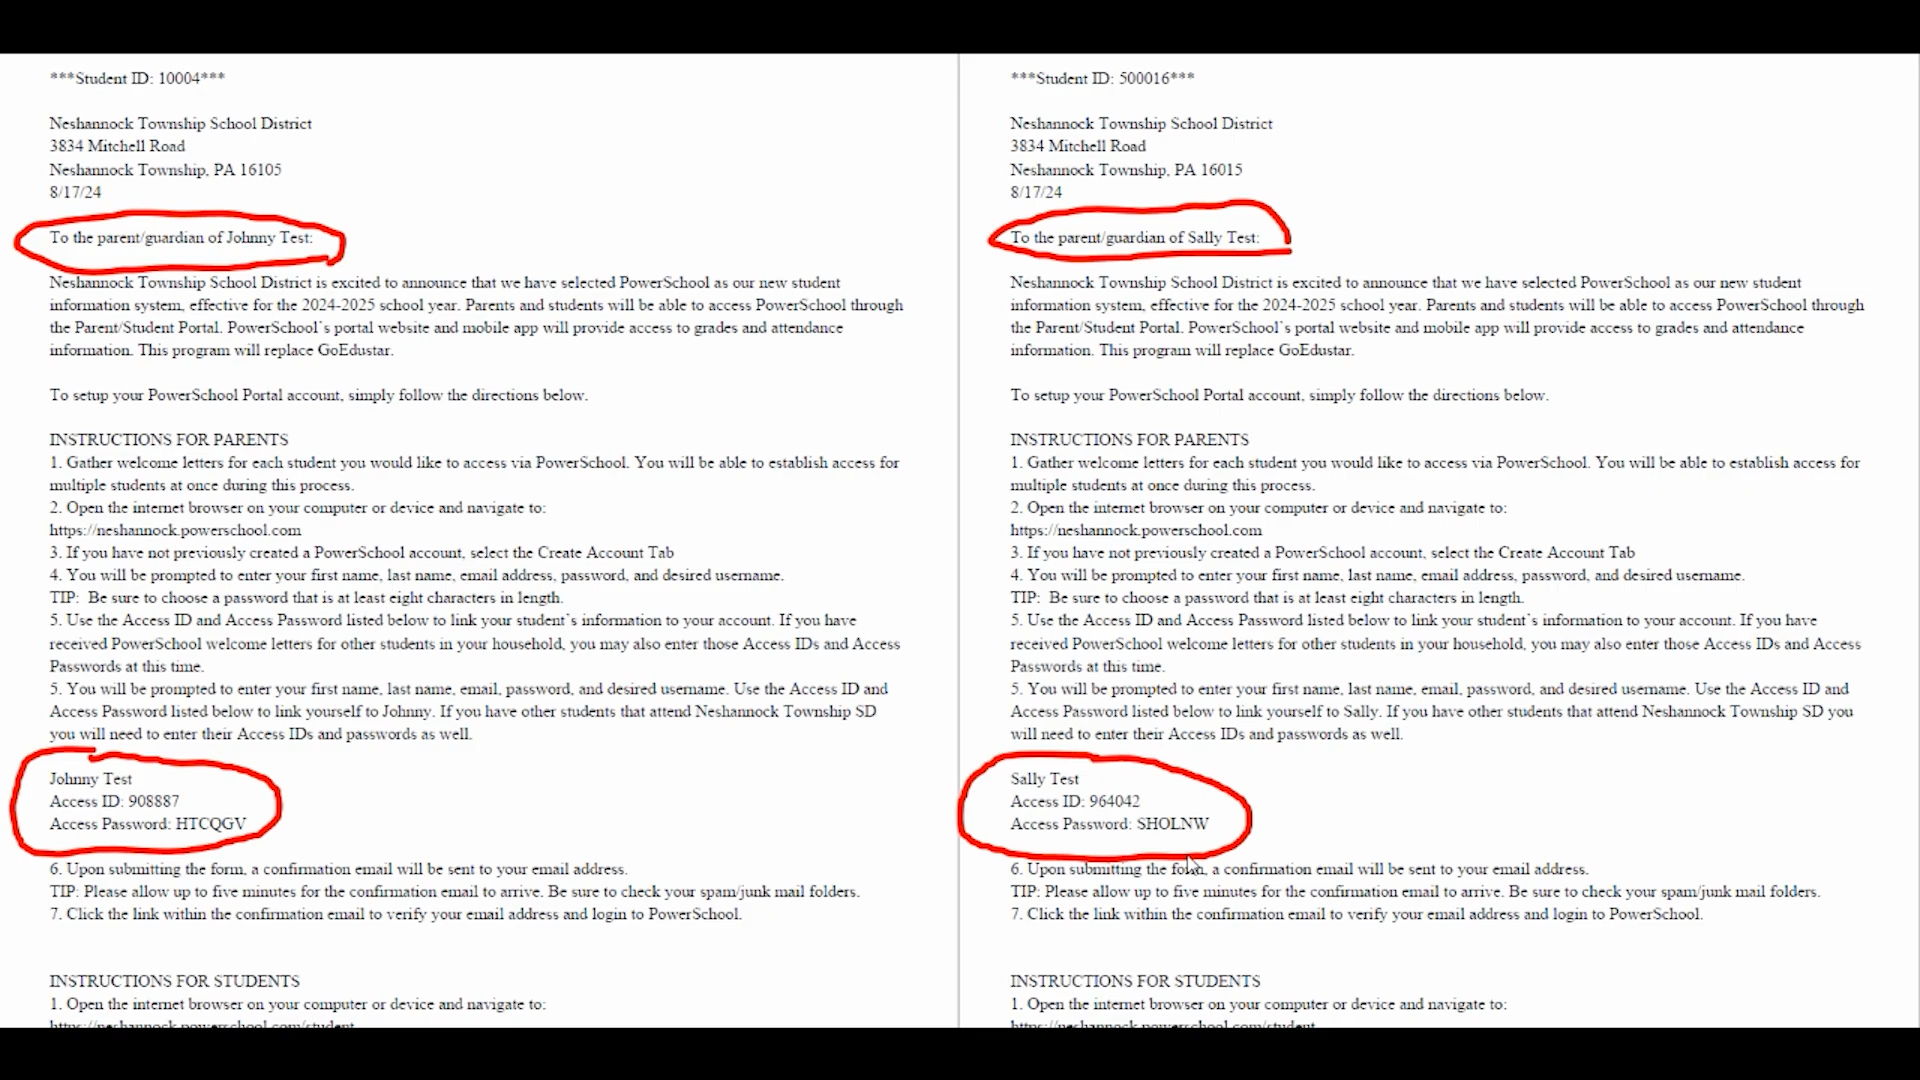 ***Student ID: 10004***
Neshannock Township School District
3834 Mitchell Road
Neshannock Township, PA 16105
8/17/24
To the parent/guardian of Johnny Test:
Neshannock Township School District is excited to announce that we have selected PowerSchool as our new student
information system, effective for the 2024-2025 school year. Parents and students will be able to access PowerSchool through
the Parent/Student Portal. PowerSchool`s portal website and mobile app will provide access to grades and attendance
information. This program will replace GoEdustar.
To setup your PowerSchool Portal account, simply follow the directions below.
INSTRUCTIONS FOR PARENTS
1. Gather welcome letters for each student you would like to access via PowerSchool. You will be able to establish access for
multiple students at once during this process.
2. Open the internet browser on your computer or device and navigate to:
https://neshannock.powerschool.com
3. If you have not previously created a PowerSchool account, select the Create Account Tab
4. You will be prompted to enter your first name, last name, email address, password, and desired username.
TIP:  Be sure to choose a password that is at least eight characters in length.
5. Use the Access ID and Access Password listed below to link your student`s information to your account. If you have
received PowerSchool welcome letters for other students in your household, you may also enter those Access IDs and Access
Passwords at this time.
5. You will be prompted to enter your first name, last name, email, password, and desired username. Use the Access ID and
Access Password listed below to link yourself to Johnny. If you have other students that attend Neshannock Township SD
you will need to enter their Access IDs and passwords as well.
Johnny Test
Access ID: 908887
Access Password: HTCQGV
6. Upon submitting the form, a confirmation email will be sent to your email address.
TIP: Please allow up to five minutes for the confirmation email to arrive. Be sure to check your spam/junk mail folders.
7. Click the link within the confirmation email to verify your email address and login to PowerSchool.
INSTRUCTIONS FOR STUDENTS
1. Open the internet browser on your computer or device and navigate to:
https://neshannock.powerschool.com/student
***Student ID: 500016***
Neshannock Township School District
3834 Mitchell Road
Neshannock Township, PA 16015
8/17/24
To the parent/guardian of Sally Test:
Neshannock Township School District is excited to announce that we have selected PowerSchool as our new student
information system, effective for the 2024-2025 school year. Parents and students will be able to access PowerSchool through
the Parent/Student Portal. PowerSchool`s portal website and mobile app will provide access to grades and attendance
information. This program will replace GoEdustar.
To setup your PowerSchool Portal account, simply follow the directions below.
INSTRUCTIONS FOR PARENTS
1. Gather welcome letters for each student you would like to access via PowerSchool. You will be able to establish access for
multiple students at once during this process.
2. Open the internet browser on your computer or device and navigate to:
https://neshannock.powerschool.com
3. If you have not previously created a PowerSchool account, select the Create Account Tab
4. You will be prompted to enter your first name, last name, email address, password, and desired username.
TIP:  Be sure to choose a password that is at least eight characters in length.
5. Use the Access ID and Access Password listed below to link your student`s information to your account. If you have
received PowerSchool welcome letters for other students in your household, you may also enter those Access IDs and Access
Passwords at this time.
5. You will be prompted to enter your first name, last name, email, password, and desired username. Use the Access ID and
Access Password listed below to link yourself to Sally. If you have other students that attend Neshannock Township SD you
will need to enter their Access IDs and passwords as well.
Sally Test
Access ID: 964042
Access Password: SHOLNW
6. Upon submitting the form, a confirmation email will be sent to your email address.
TIP: Please allow up to five minutes for the confirmation email to arrive. Be sure to check your spam/junk mail folders.
7. Click the link within the confirmation email to verify your email address and login to PowerSchool.
INSTRUCTIONS FOR STUDENTS
1. Open the internet browser on your computer or device and navigate to:
https://neshannock.powerschool.com/student